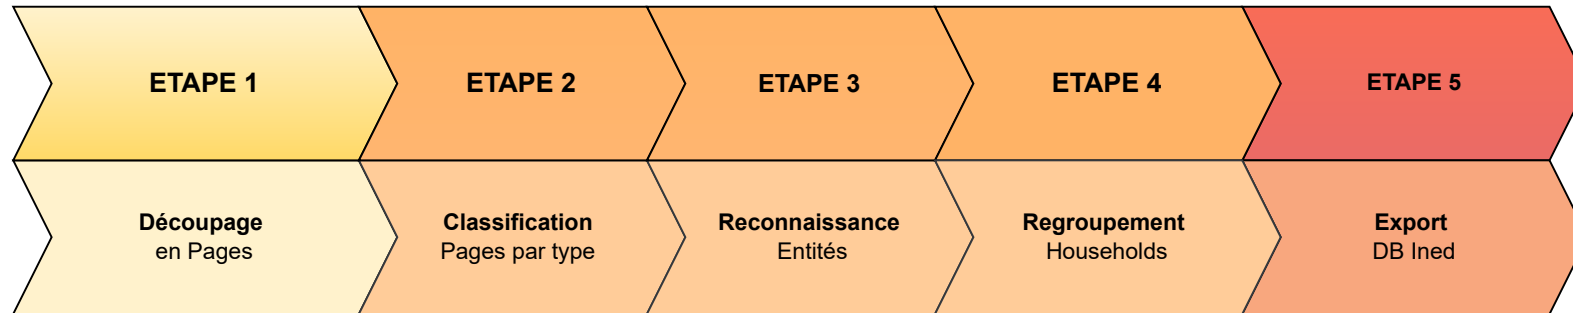 ETAPE 1
ETAPE 2
ETAPE 3
ETAPE 4
ETAPE 5
Découpage
en Pages
Classification
Pages par type
Reconnaissance
Entités
Regroupement
Households
Export
DB Ined